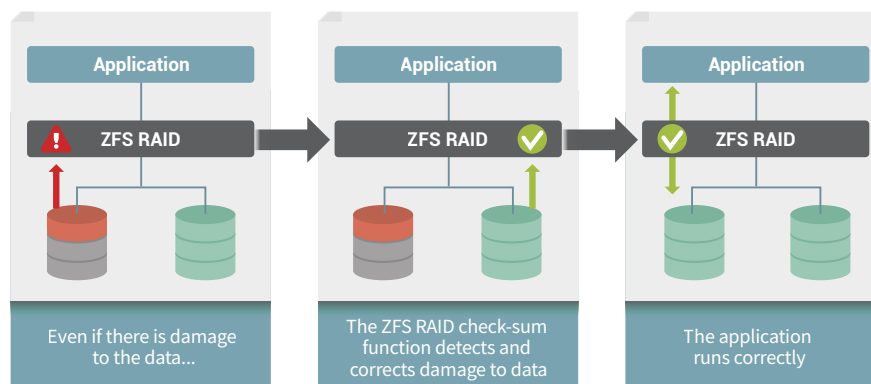 Application
ZFS RAID
Even if there is damage
to the data...
Application
ZFS RAID
The ZFS RAID check-sum
function detects and
corrects damage to data
Application
ZFS RAID
The application
runs correctly